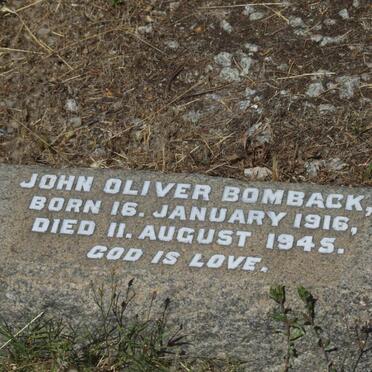 JOHN OLIVER BOMBACK,
BORN 16. JANUARY 1916,
DIED 11. AUGUST 1945.
GOD IS LOVE.